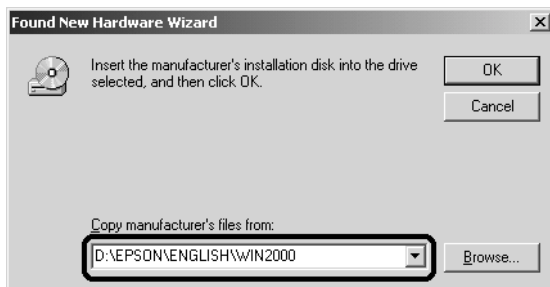 Found New Hardware Wizard
Insert the manufacturer's installation disk into the drive
selected, and then click OK.
OK
Cancel
Copy manufacturer's files from:
D:\EPSON\ENGLISH\WIN2000
Browse...